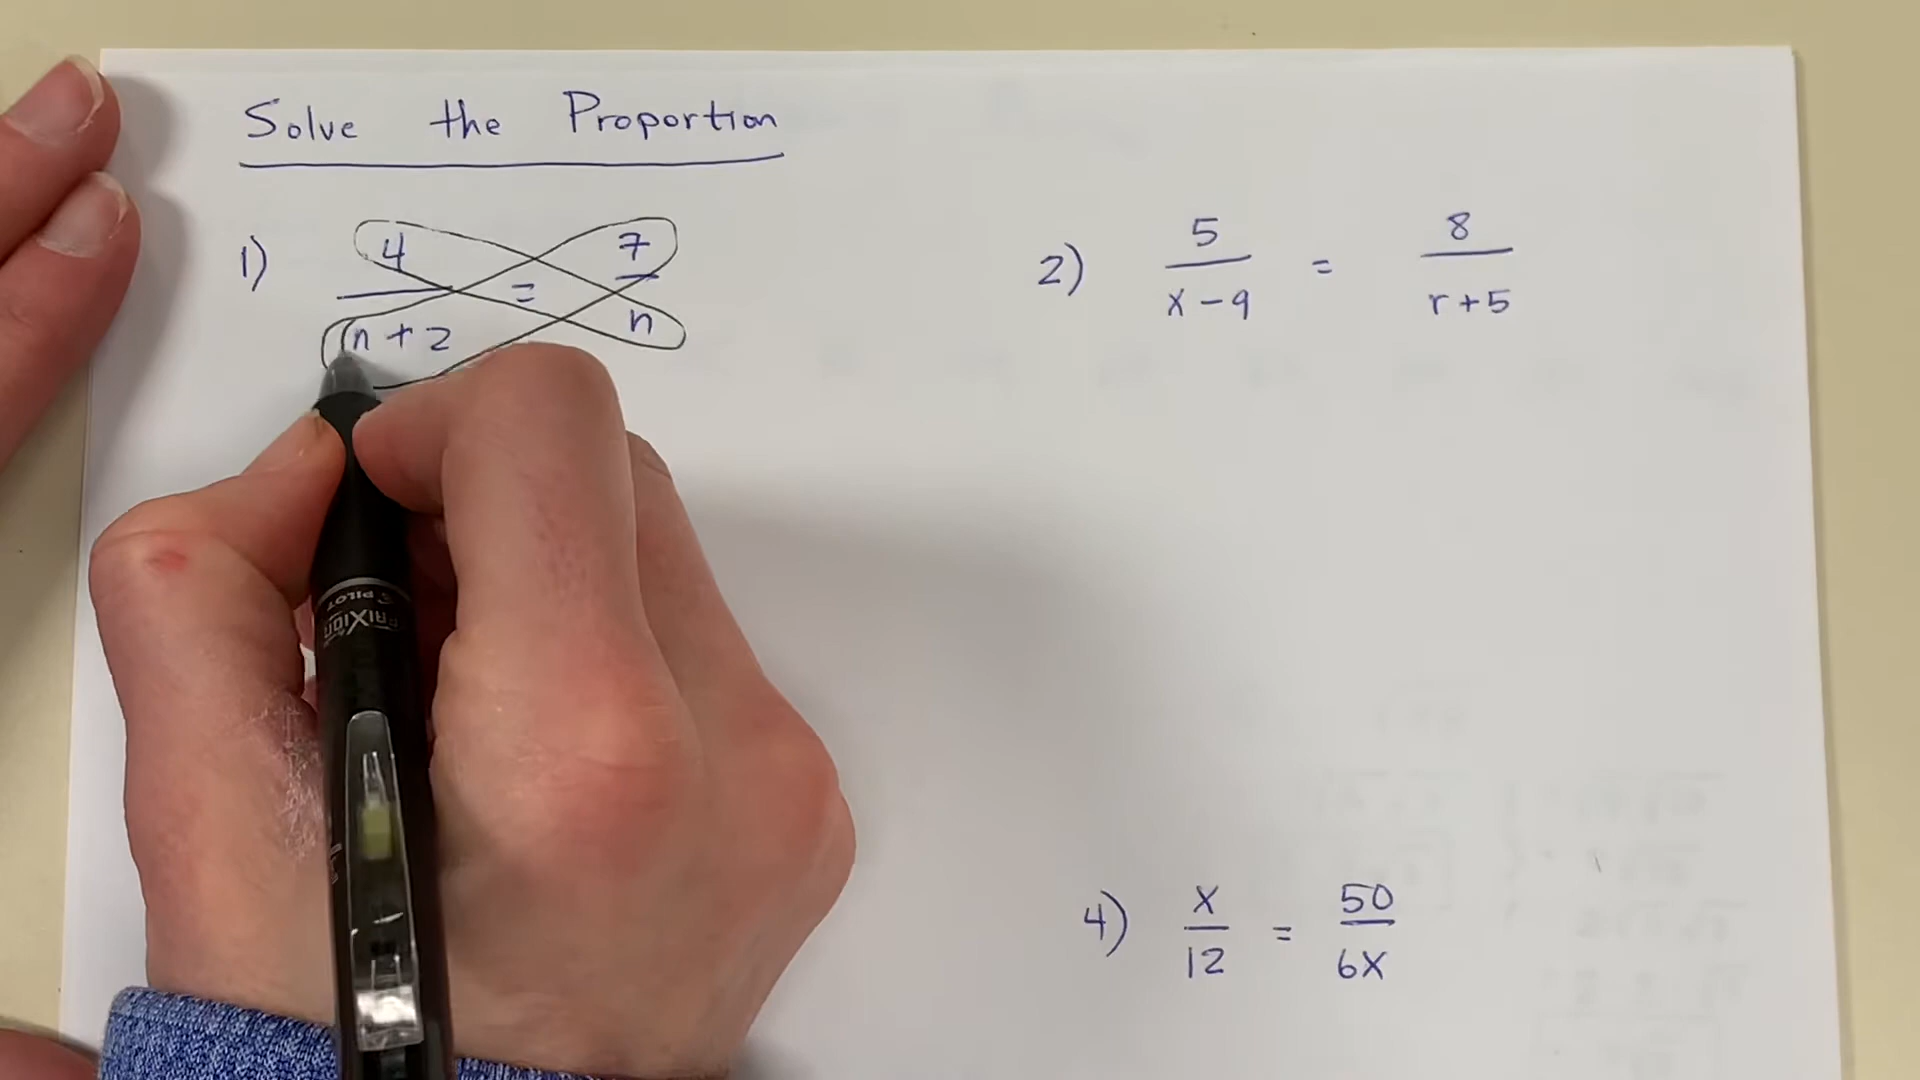 Solve the Proportion
1) 4/n + 2 = 7/n
2) 5/x - 9 = 8/r + 5
4) x/12 = 50/6x
PILOT
FRIXION